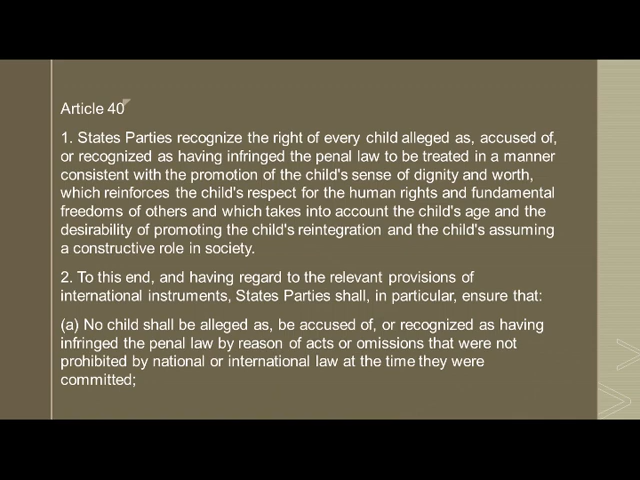 Article 40
1. States Parties recognize the right of every child alleged as, accused of,
or recognized as having infringed the penal law to be treated in a manner
consistent with the promotion of the child's sense of dignity and worth,
which reinforces the child's respect for the human rights and fundamental
freedoms of others and which takes into account the child's age and the
desirability of promoting the child's reintegration and the child's assuming
a constructive role in society.
2. To this end, and having regard to the relevant provisions of
international instruments, States Parties shall, in particular, ensure that:
(a) No child shall be alleged as, be accused of, or recognized as having
infringed the penal law by reason of acts or omissions that were not
prohibited by national or international law at the time they were
committed;